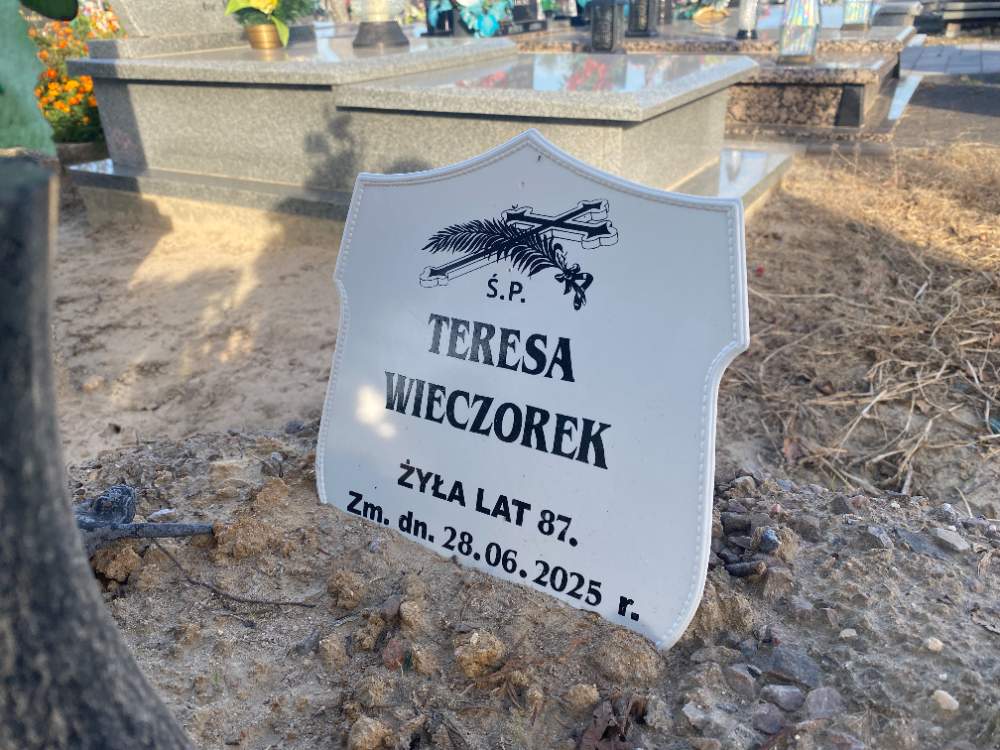 Ś.P.
TERESA
WIECZOREK
ŻYŁA LAT 87.
Zm. dn. 28.06.2025 r.